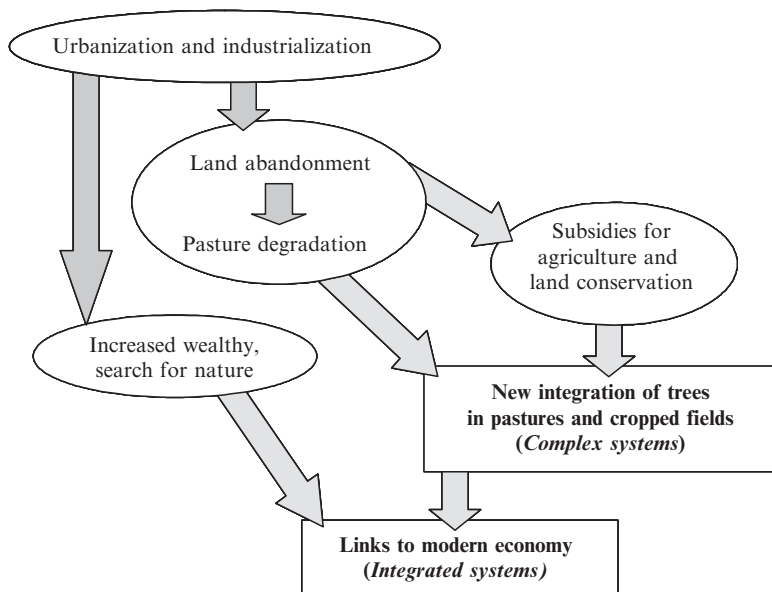 Urbanization and industrialization
Land abandonment
Pasture degradation
Subsidies for
agriculture and
land conservation
Increased wealthy,
search for nature
New integration of trees
in pastures and cropped fields
(Complex systems)
Links to modern economy
(Integrated systems)